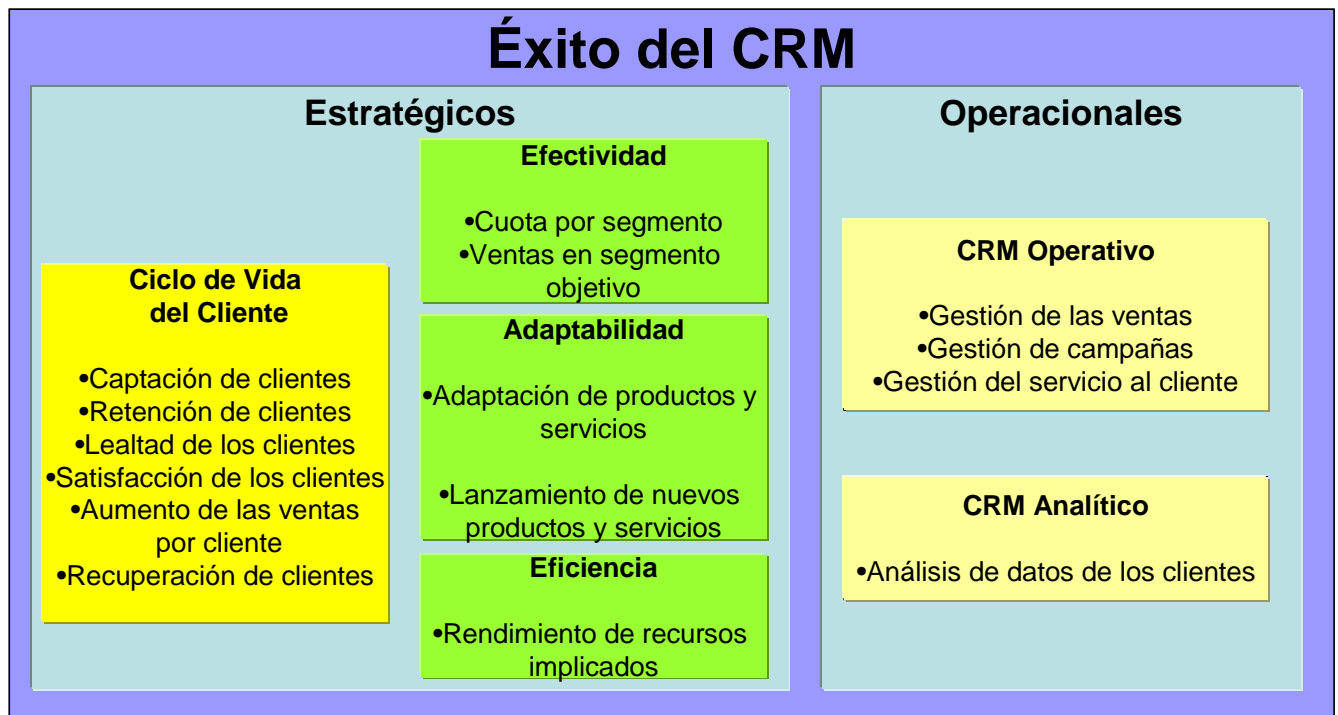 Éxito del CRM
Estratégicos
Ciclo de Vida
del Cliente
•Captación de clientes
•Retención de clientes
•Lealtad de los clientes
•Satisfacción de los clientes
•Aumento de las ventas
por cliente
•Recuperación de clientes
Efectividad
•Cuota por segmento
•Ventas en segmento
objetivo
Adaptabilidad
•Adaptación de productos y
servicios
•Lanzamiento de nuevos
productos y servicios
Eficiencia
•Rendimiento de recursos
implicados
Operacionales
CRM Operativo
•Gestión de las ventas
•Gestión de campañas
•Gestión del servicio al cliente
CRM Analítico
•Análisis de datos de los clientes